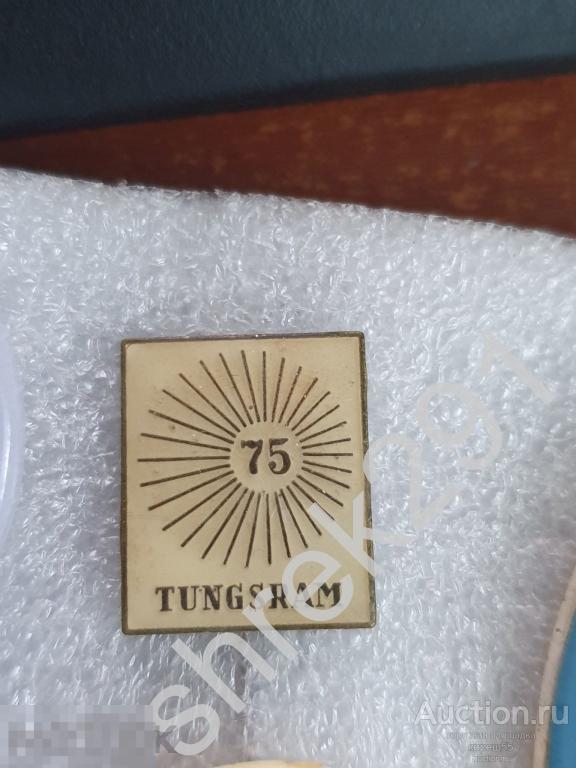 75
TUNGSRAM
shrek291
Auction.ru